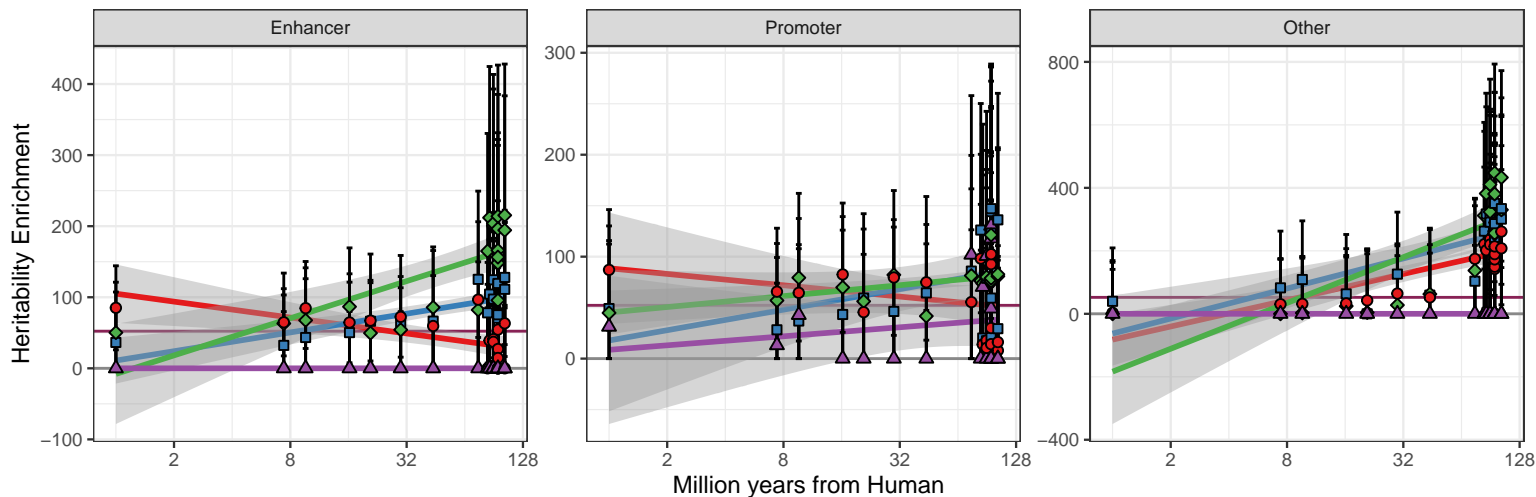 Enhancer Promoter Other
Heritability Enrichment
400
300
200
100
0
−100
2 8 32 128
300
200
100
0
2 8 32 128
800
400
0
−400
2 8 32 128
Million years from Human